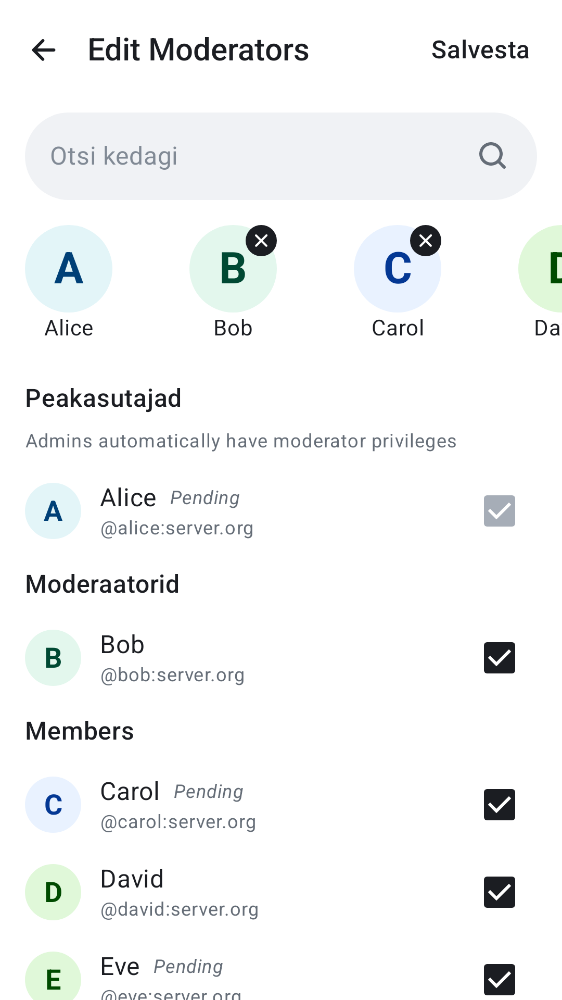 Edit Moderators
Salvesta
Otsi kedagi
A
B
C
D
Alice
Bob
Carol
Da
Peakasutajad
Admins automatically have moderator privileges
A
Alice Pending
@alice:server.org
Moderaatorid
B
Bob
@bob:server.org
Members
C
Carol Pending
@carol:server.org
D
David
@david:server.org
E
Eve Pending
@eve:server.org